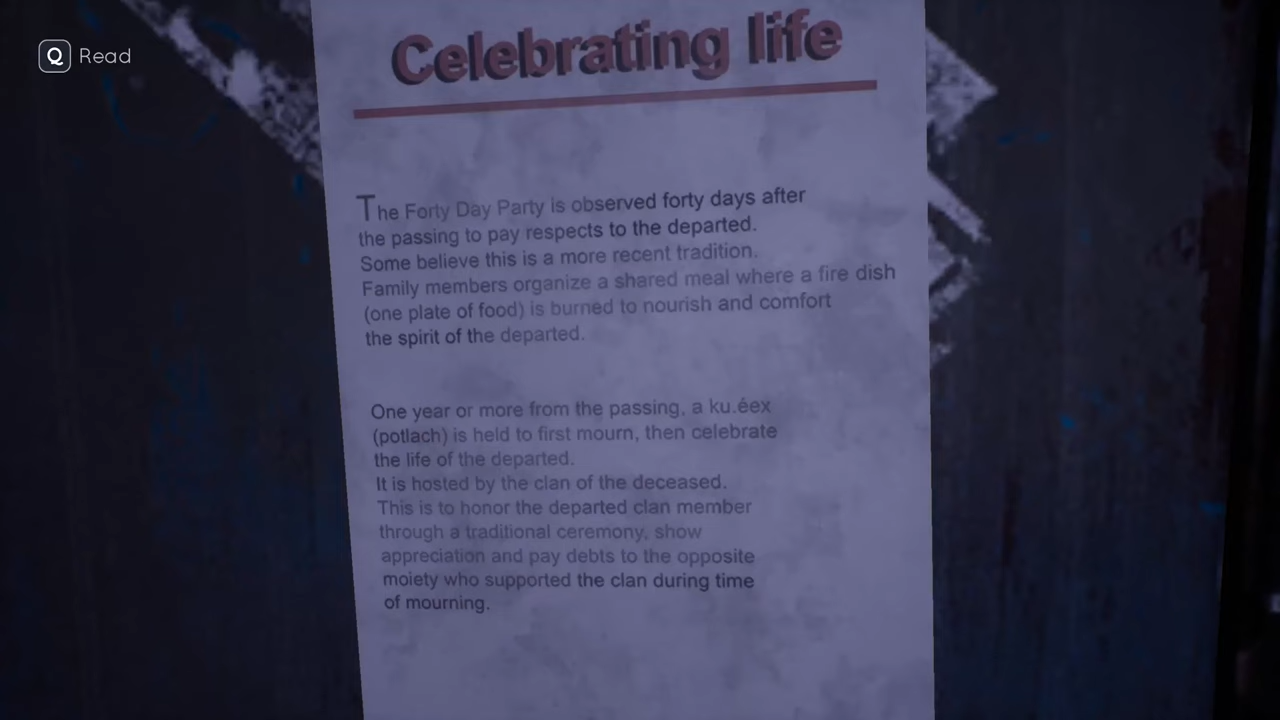 Q Read
Celebrating life
The Forty Day Party is observed forty days after
the passing to pay respects to the departed.
Some believe this is a more recent tradition.
Family members organize a shared meal where a fire dish
(one plate of food) is burned to nourish and comfort
the spirit of the departed.
One year or more from the passing, a ku.éex
(potlach) is held to first mourn, then celebrate
the life of the departed.
It is hosted by the clan of the deceased.
This is to honor the departed clan member
through a traditional ceremony, show
appreciation and pay debts to the opposite
moiety who supported the clan during time
of mourning.